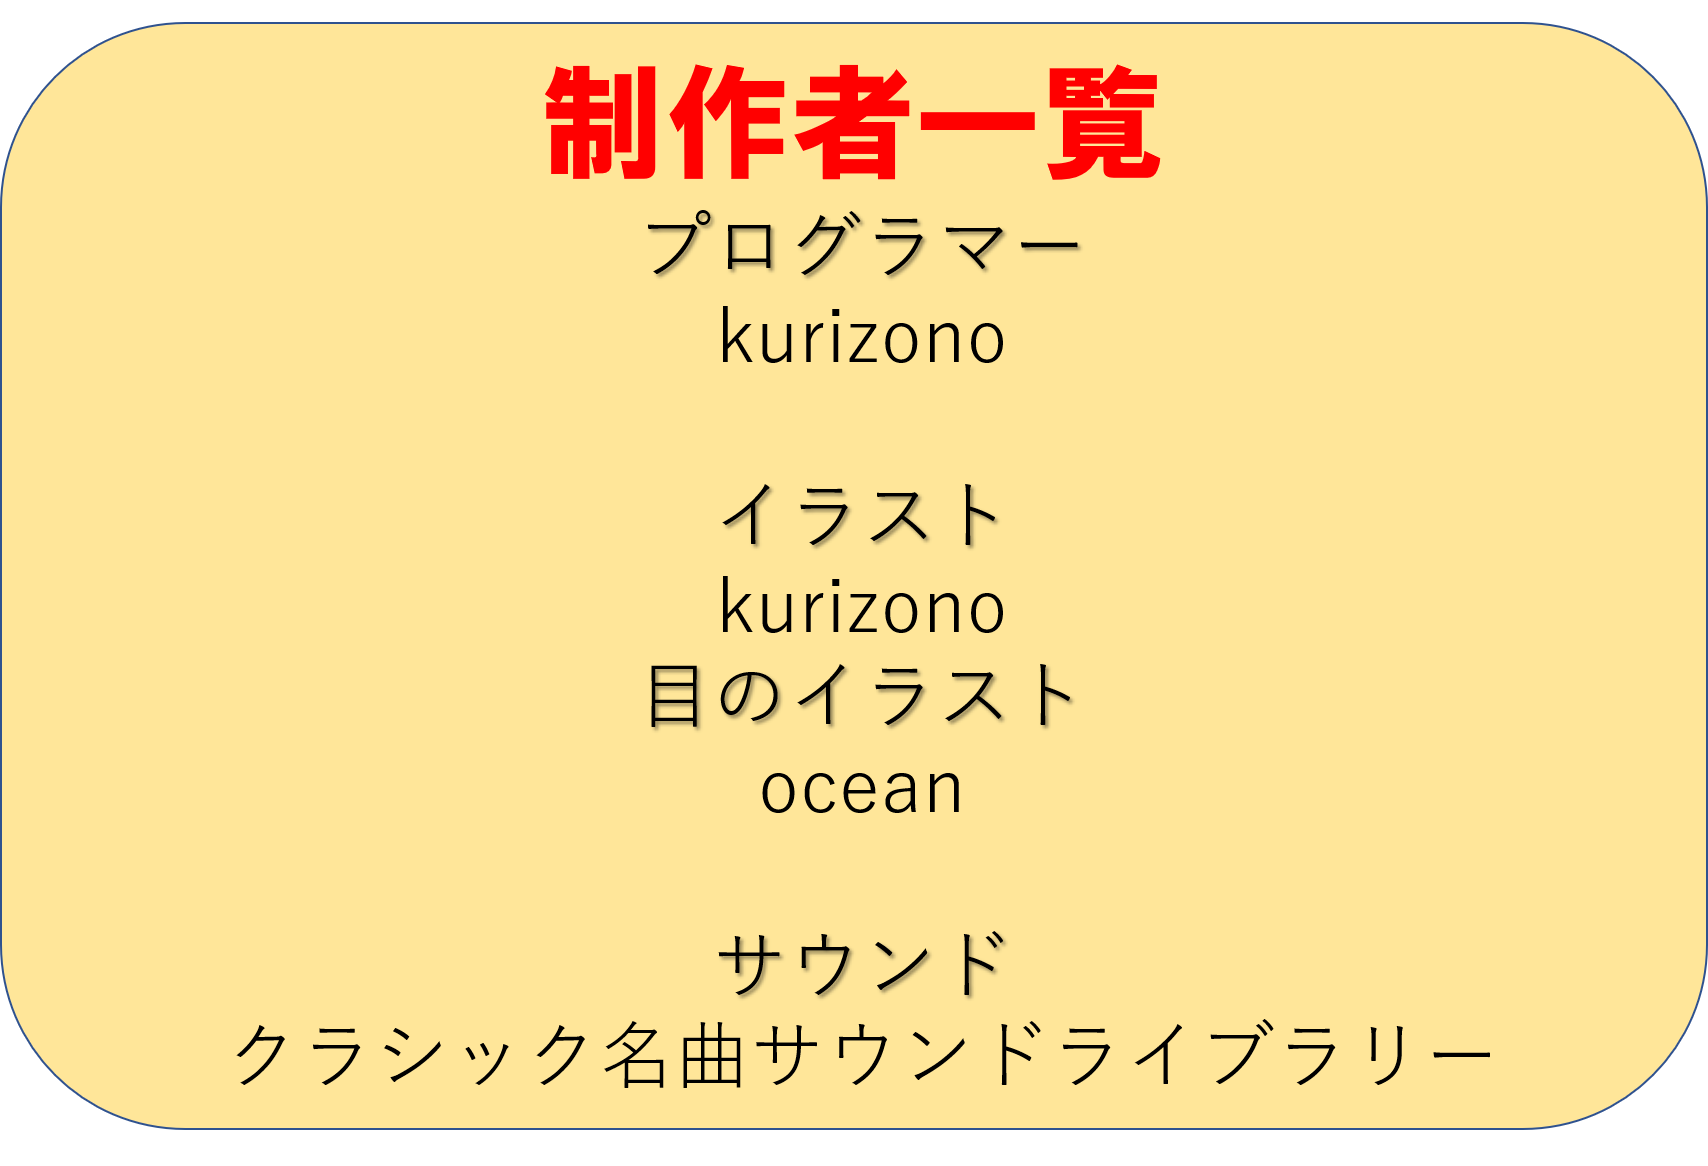 制作者一覧
プログラマー
kurizono
イラスト
kurizono
目のイラスト
ocean
サウンド
クラシック名曲サウンドライブラリー